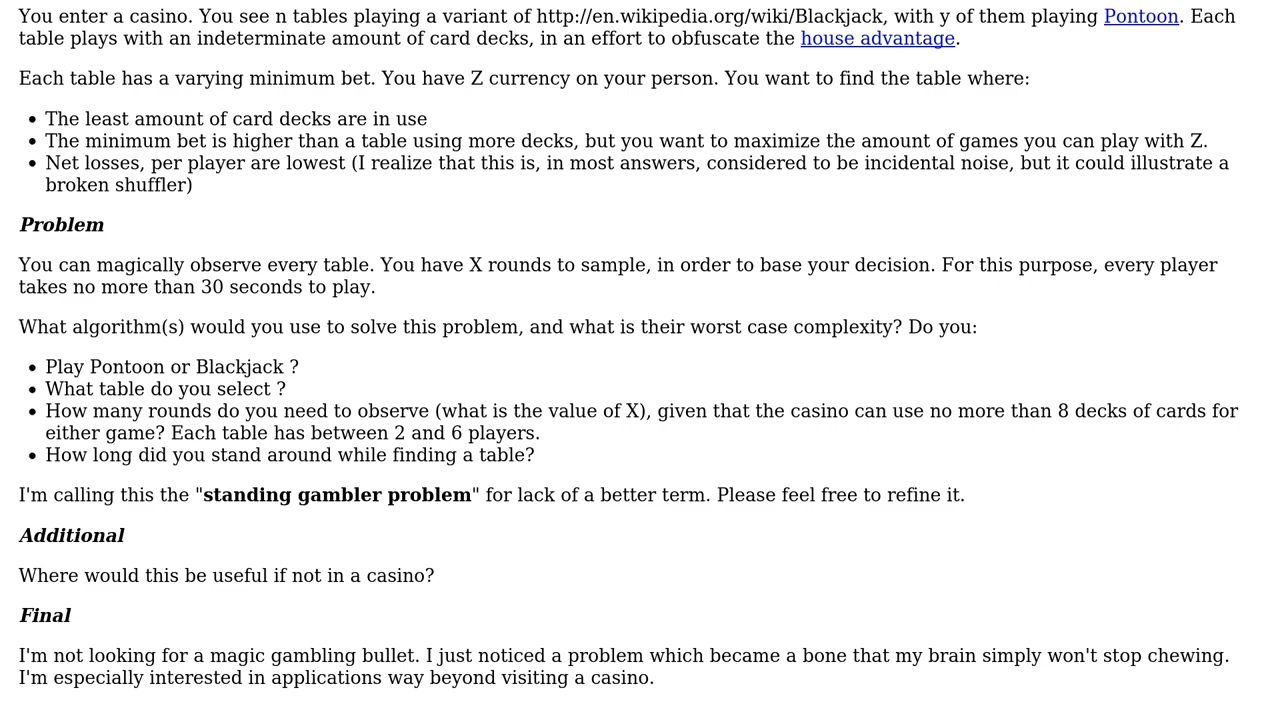 You enter a casino. You see n tables playing a variant of http://en.wikipedia.org/wiki/Blackjack, with y of them playing Pontoon. Each
table plays with an indeterminate amount of card decks, in an effort to obfuscate the house advantage.
Each table has a varying minimum bet. You have Z currency on your person. You want to find the table where:
• The least amount of card decks are in use
• The minimum bet is higher than a table using more decks, but you want to maximize the amount of games you can play with Z.
• Net losses, per player are lowest (I realize that this is, in most answers, considered to be incidental noise, but it could illustrate a
broken shuffler)
Problem
You can magically observe every table. You have X rounds to sample, in order to base your decision. For this purpose, every player
takes no more than 30 seconds to play.
What algorithm(s) would you use to solve this problem, and what is their worst case complexity? Do you:
• Play Pontoon or Blackjack ?
• What table do you select ?
• How many rounds do you need to observe (what is the value of X), given that the casino can use no more than 8 decks of cards for
either game? Each table has between 2 and 6 players.
• How long did you stand around while finding a table?
I'm calling this the "standing gambler problem" for lack of a better term. Please feel free to refine it.
Additional
Where would this be useful if not in a casino?
Final
I'm not looking for a magic gambling bullet. I just noticed a problem which became a bone that my brain simply won't stop chewing.
I'm especially interested in applications way beyond visiting a casino.